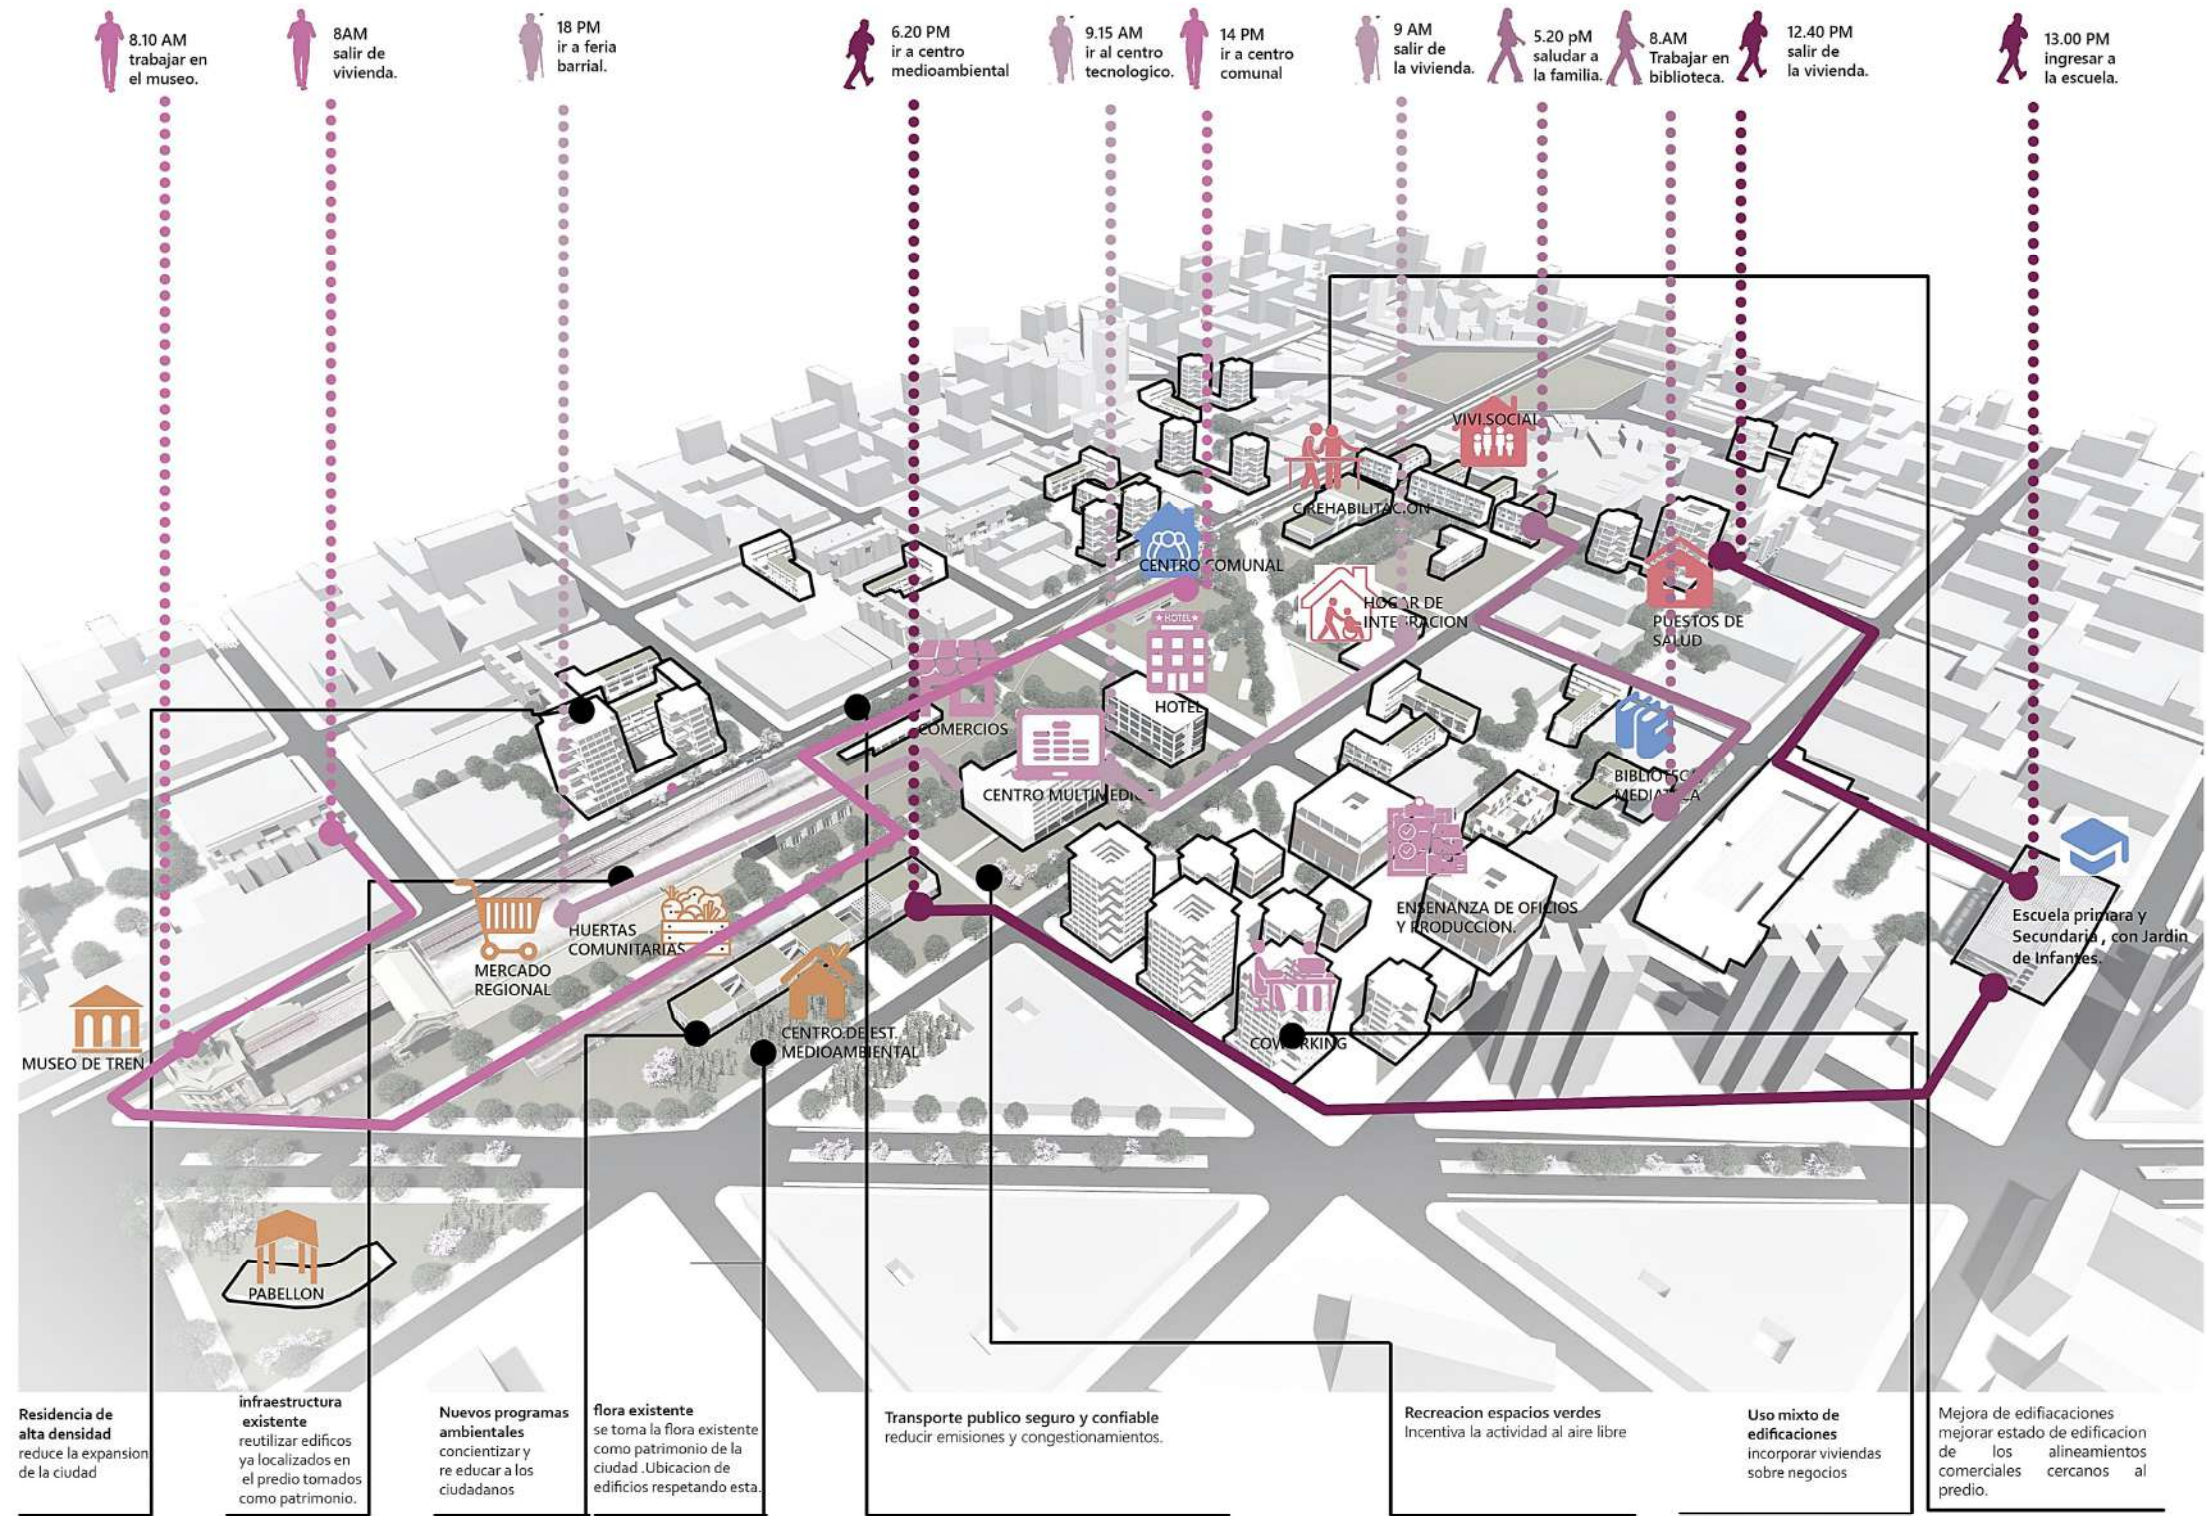 8.10 AM
trabajar en
el museo.
8AM
salir de
vivienda.
18 PM
ir a feria
barrial.
6.20 PM
ir a centro
medioambiental
9.15 AM
ir al centro
tecnologico.
14 PM
ir a centro
comunal
9 AM
salir de
la vivienda.
5.20 pM
saludar a
la familia.
8.AM
Trabajar en
biblioteca.
12.40 PM
salir de
la vivienda.
13.00 PM
ingresar a
la escuela.
VIVI.SOCIAL
C.REHABILITACION
CENTRO COMUNAL
HOGAR DE
INTEGRACION
PUESTOS DE
SALUD
★HOTEL★
HOTEL
COMERCIOS
CENTRO MULTIMEDIOS
BIBLIOTECA
MEDIATECA
ENSENANZA DE OFICIOS
Y PRODUCCION.
Escuela primara y
Secundaria , con Jardin
de Infantes.
HUERTAS
COMUNITARIAS
MERCADO
REGIONAL
CENTRO.DE EST.
MEDIOAMBIENTAL
COWORKING
MUSEO DE TREN
PABELLON
Residencia de
alta densidad
reduce la expansion
de la ciudad
infraestructura
existente
reutilizar edificos
ya localizados en
el predio tomados
como patrimonio.
Nuevos programas
ambientales
concientizar y
re educar a los
ciudadanos
flora existente
se toma la flora existente
como patrimonio de la
ciudad .Ubicacion de
edificios respetando esta.
Transporte publico seguro y confiable
reducir emisiones y congestionamientos.
Recreacion espacios verdes
Incentiva la actividad al aire libre
Uso mixto de
edificaciones
incorporar viviendas
sobre negocios
Mejora de edifiacaciones
mejorar estado de edificacion
de los alineamientos
comerciales cercanos al
predio.